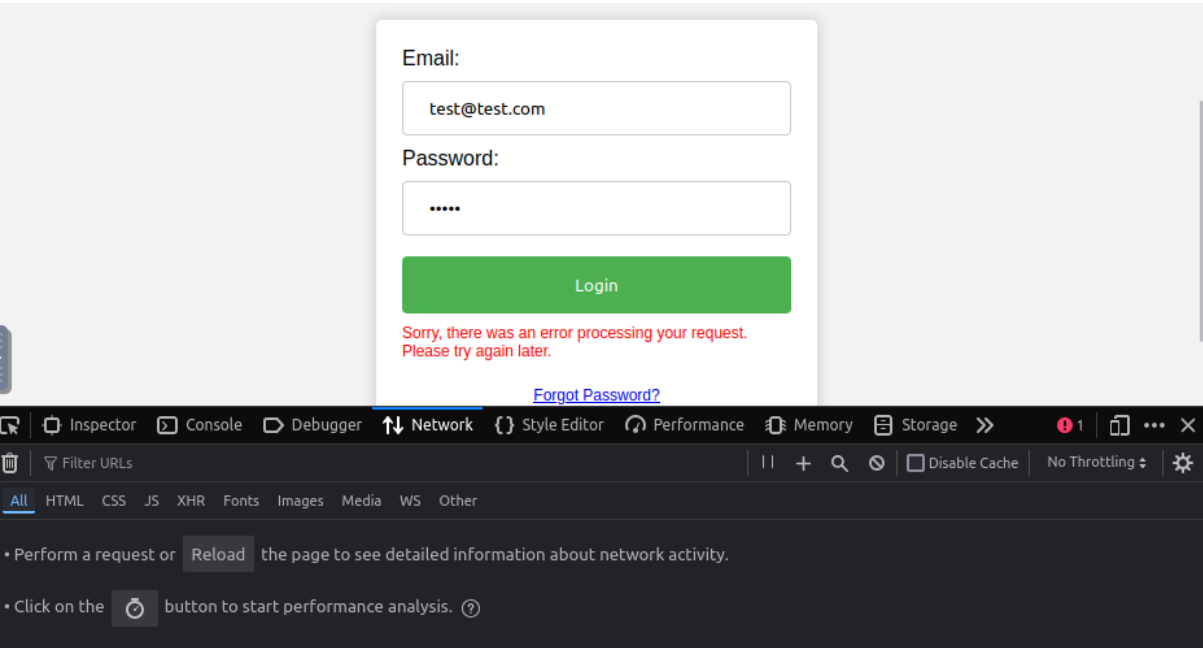 Email:
test@test.com
Password:
•••••
Login
Sorry, there was an error processing your request.
Please try again later.
Forgot Password?
Inspector Console Debugger Network {} Style Editor Performance Memory Storage 1
Filter URLs Disable Cache No Throttling
All HTML CSS JS XHR Fonts Images Media WS Other
• Perform a request or Reload the page to see detailed information about network activity.
• Click on the button to start performance analysis. ?